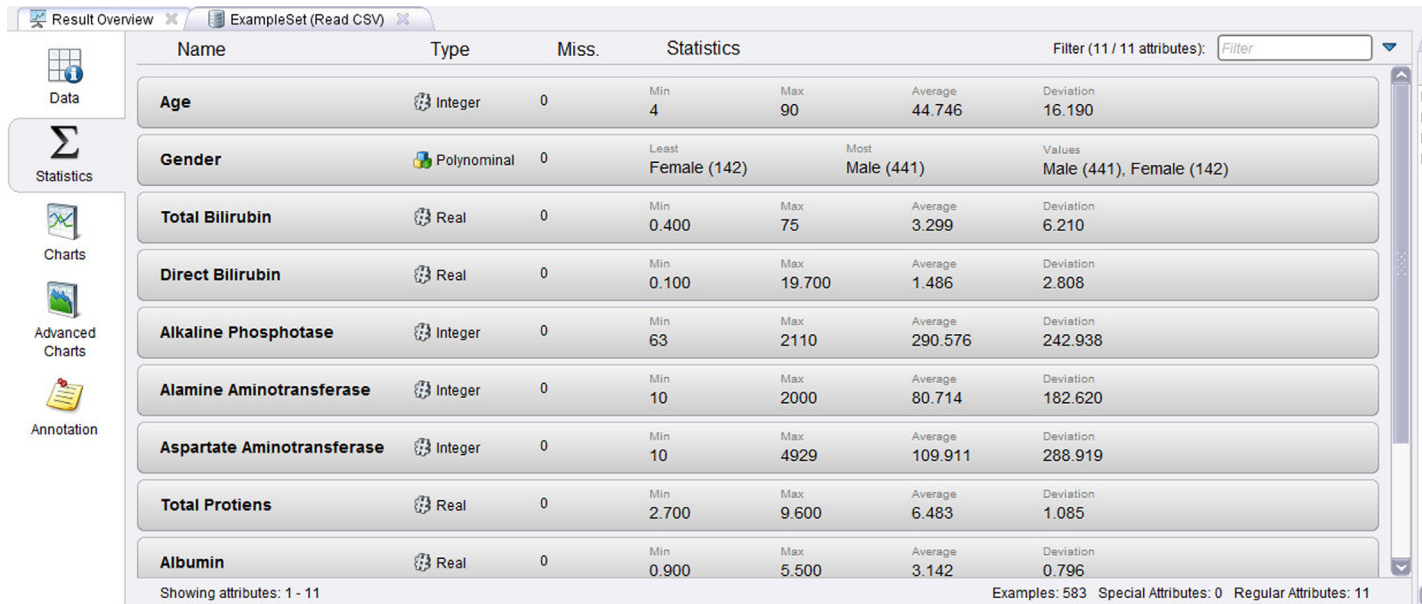 Result Overview ExampleSet (Read CSV)
Name Type Miss. Statistics Filter (11 / 11 attributes): Filter
Data
Statistics
Charts
Advanced
Charts
Annotation
Min Max Average Deviation
Age Integer 0 4 90 44.746 16.190
Least Most Values
Gender Polynominal 0 Female (142) Male (441) Male (441), Female (142)
Min Max Average Deviation
Total Bilirubin Real 0 0.400 75 3.299 6.210
Min Max Average Deviation
Direct Bilirubin Real 0 0.100 19.700 1.486 2.808
Min Max Average Deviation
Alkaline Phosphotase Integer 0 63 2110 290.576 242.938
Min Max Average Deviation
Alamine Aminotransferase Integer 0 10 2000 80.714 182.620
Min Max Average Deviation
Aspartate Aminotransferase Integer 0 10 4929 109.911 288.919
Min Max Average Deviation
Total Protiens Real 0 2.700 9.600 6.483 1.085
Min Max Average Deviation
Albumin Real 0 0.900 5.500 3.142 0.796
Showing attributes: 1 - 11 Examples: 583 Special Attributes: 0 Regular Attributes: 11